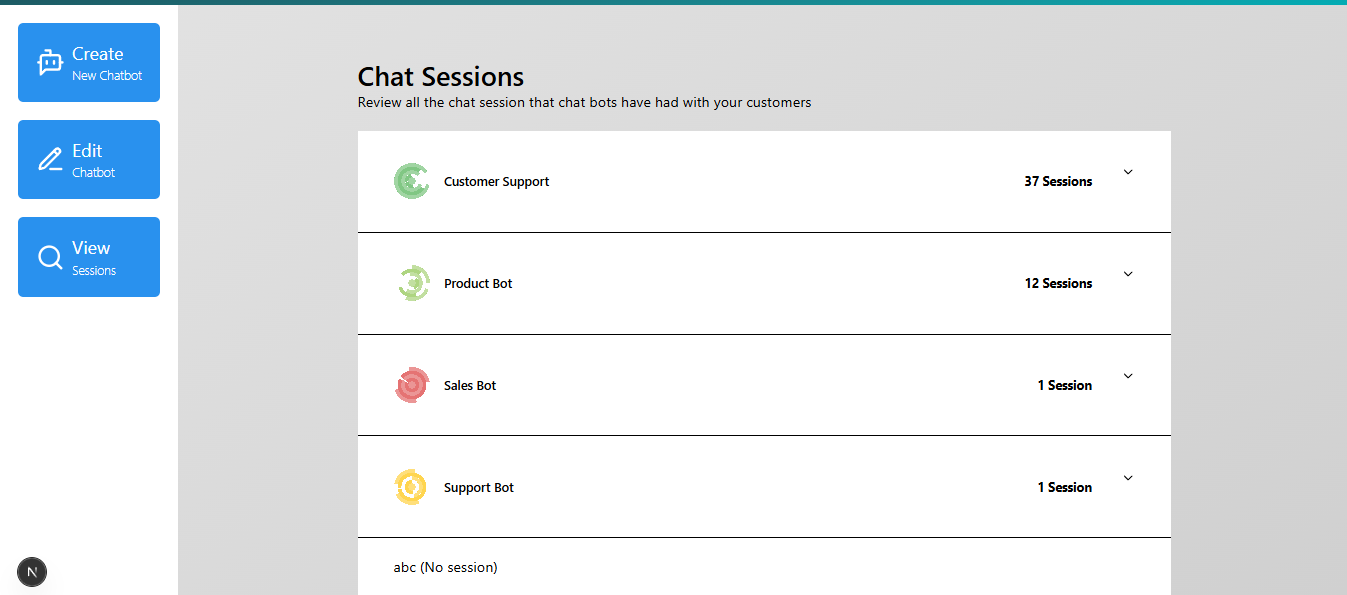 Create
New Chatbot
Edit
Chatbot
View
Sessions
N
Chat Sessions
Review all the chat session that chat bots have had with your customers
Customer Support 37 Sessions
Product Bot 12 Sessions
Sales Bot 1 Session
Support Bot 1 Session
abc (No session)